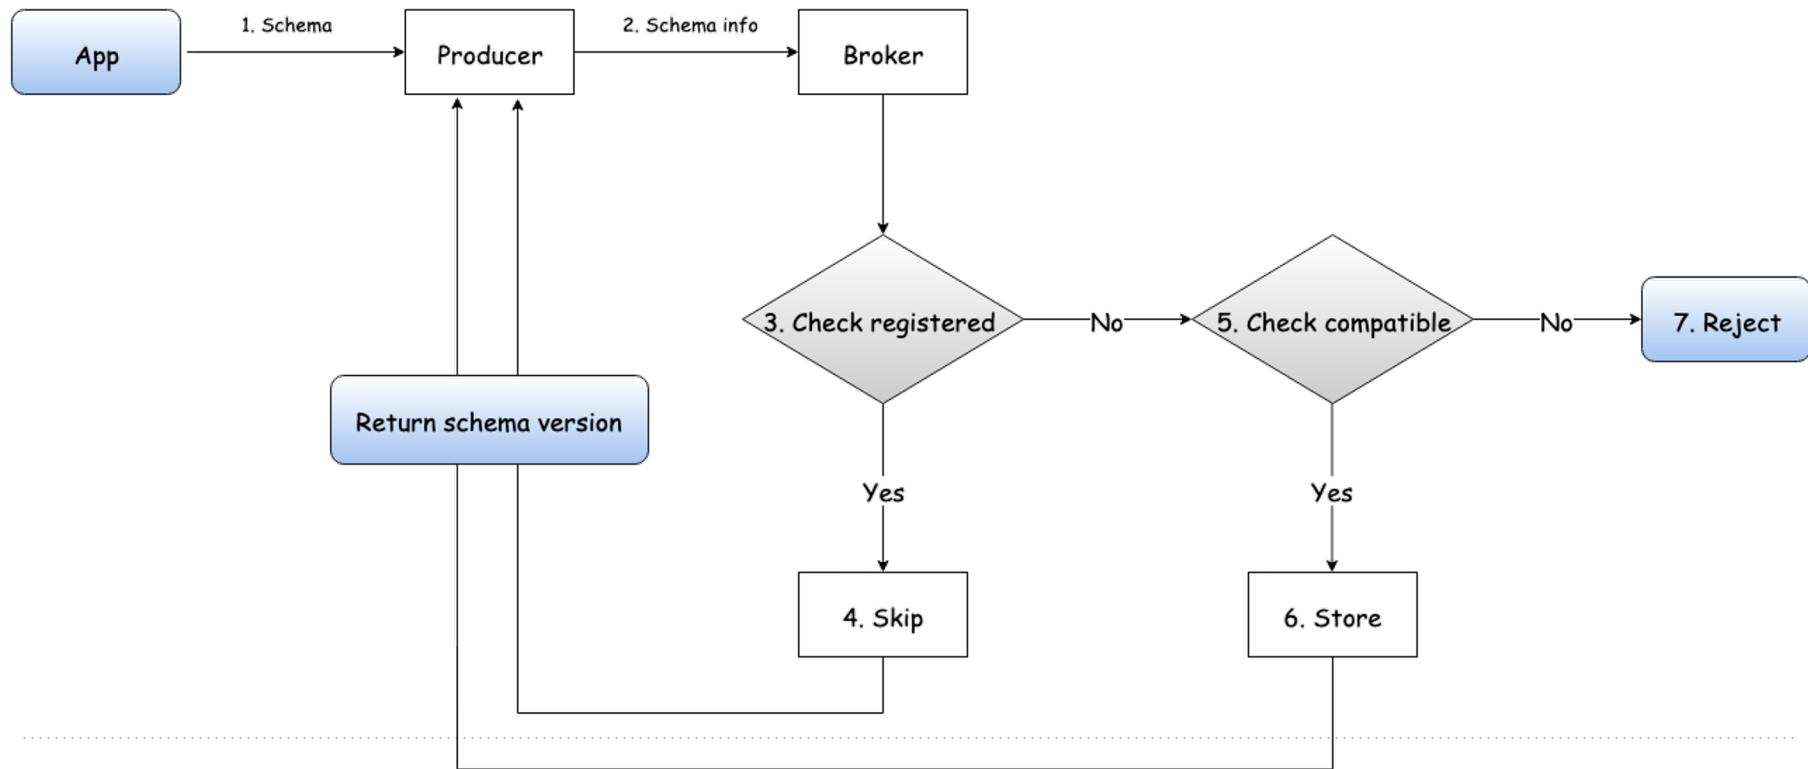 1. Schema
2. Schema info
App
Producer
Broker
3. Check registered
No
5. Check compatible
No
7. Reject
Return schema version
Yes
Yes
4. Skip
6. Store